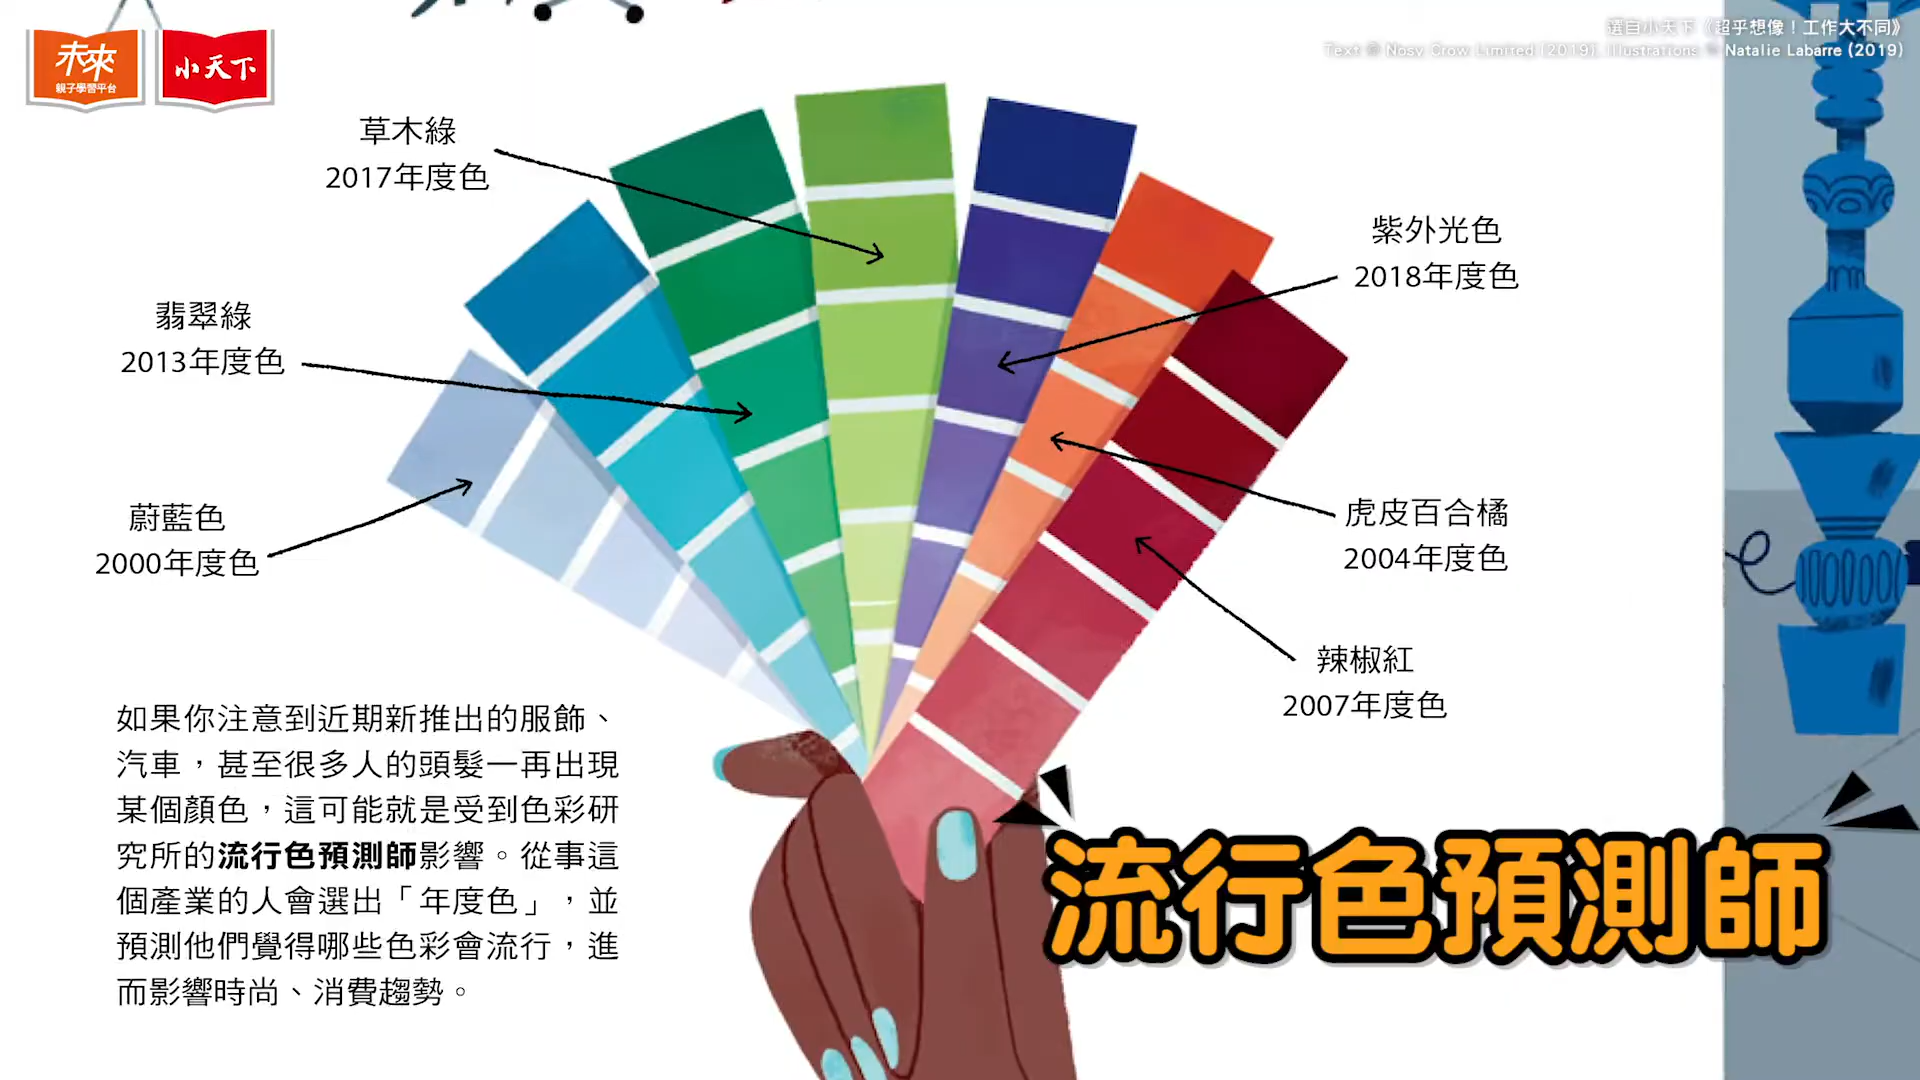 未來
親子學習平台
小天下
選自小天下《超乎想像！工作大不同》
Text © Nosy Crow Limited (2019), Illustrations © Natalie Labarre (2019)
草木綠
2017年度色
紫外光色
2018年度色
翡翠綠
2013年度色
蔚藍色
2000年度色
虎皮百合橘
2004年度色
辣椒紅
2007年度色
如果你注意到近期新推出的服飾、
汽車，甚至很多人的頭髮一再出現
某個顏色，這可能就是受到色彩研
究所的流行色預測師影響。從事這
個產業的人會選出「年度色」，並
預測他們覺得哪些色彩會流行，進
而影響時尚、消費趨勢。
流行色預測師